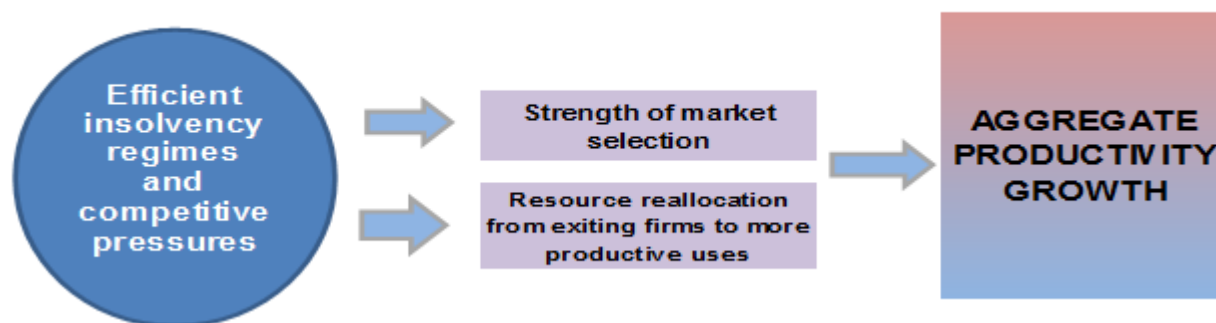 Efficient
insolvency
regimes
and
competitive
pressures
Strength of market
selection
Resource reallocation
from exiting firms to more
productive uses
AGGREGATE
PRODUCTIVITY
GROWTH